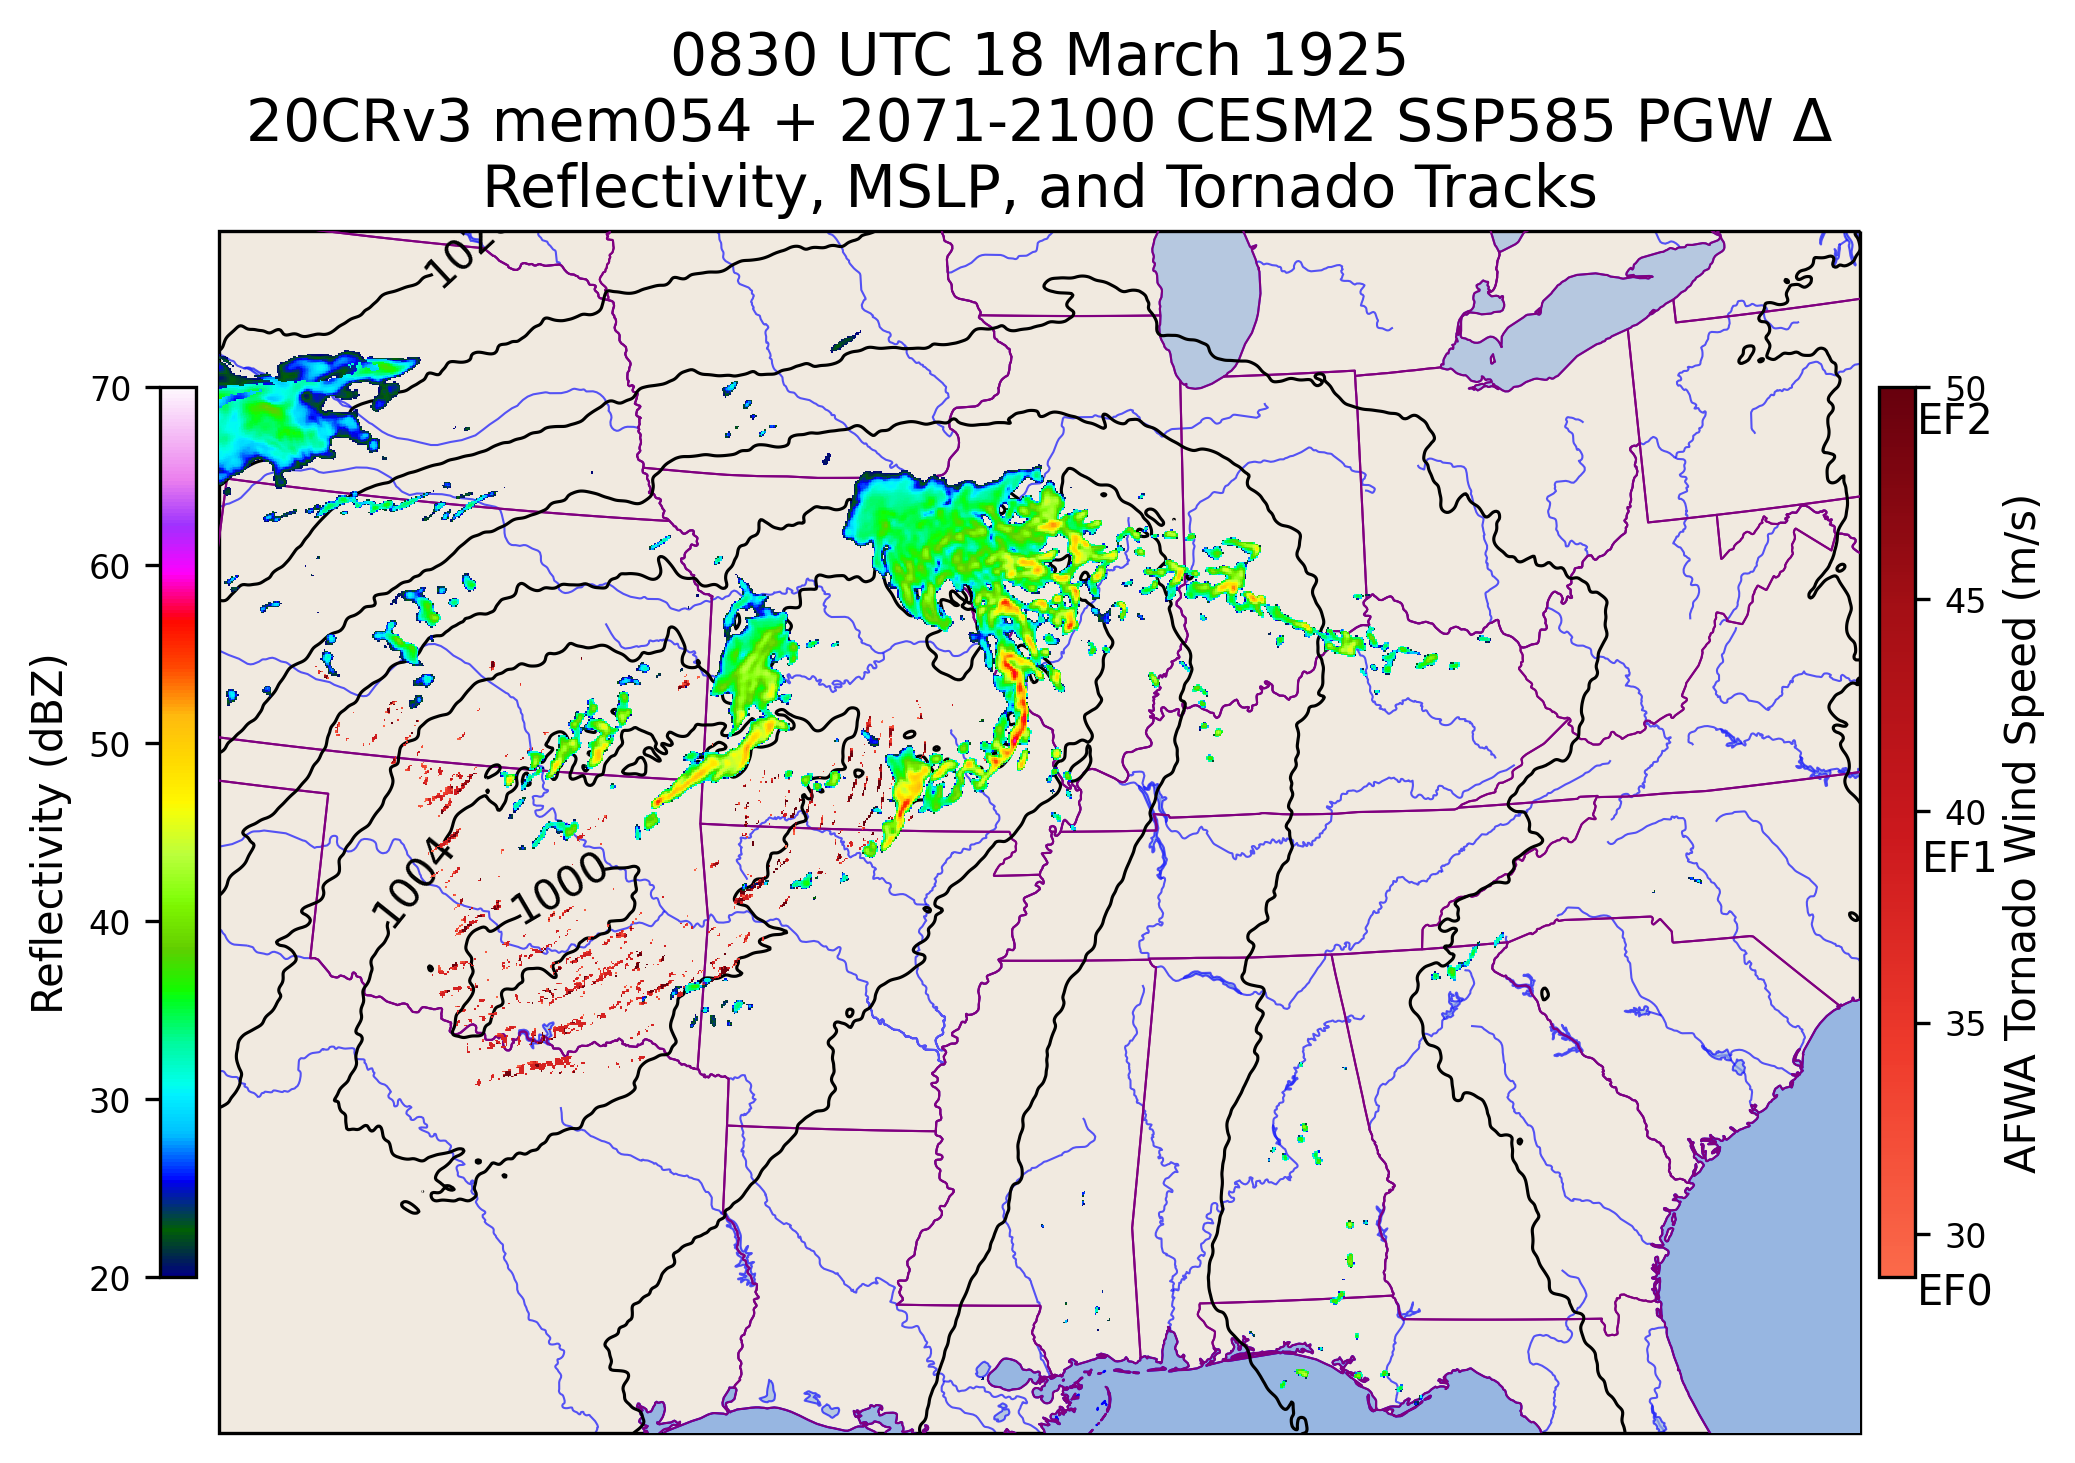 0830 UTC 18 March 1925
20CRv3 mem054 + 2071-2100 CESM2 SSP585 PGW Δ
Reflectivity, MSLP, and Tornado Tracks
70
60
50
40
30
20
Reflectivity (dBZ)
1004
1000
50
EF2
45
40
EF1
35
30
EF0
AFWA Tornado Wind Speed (m/s)